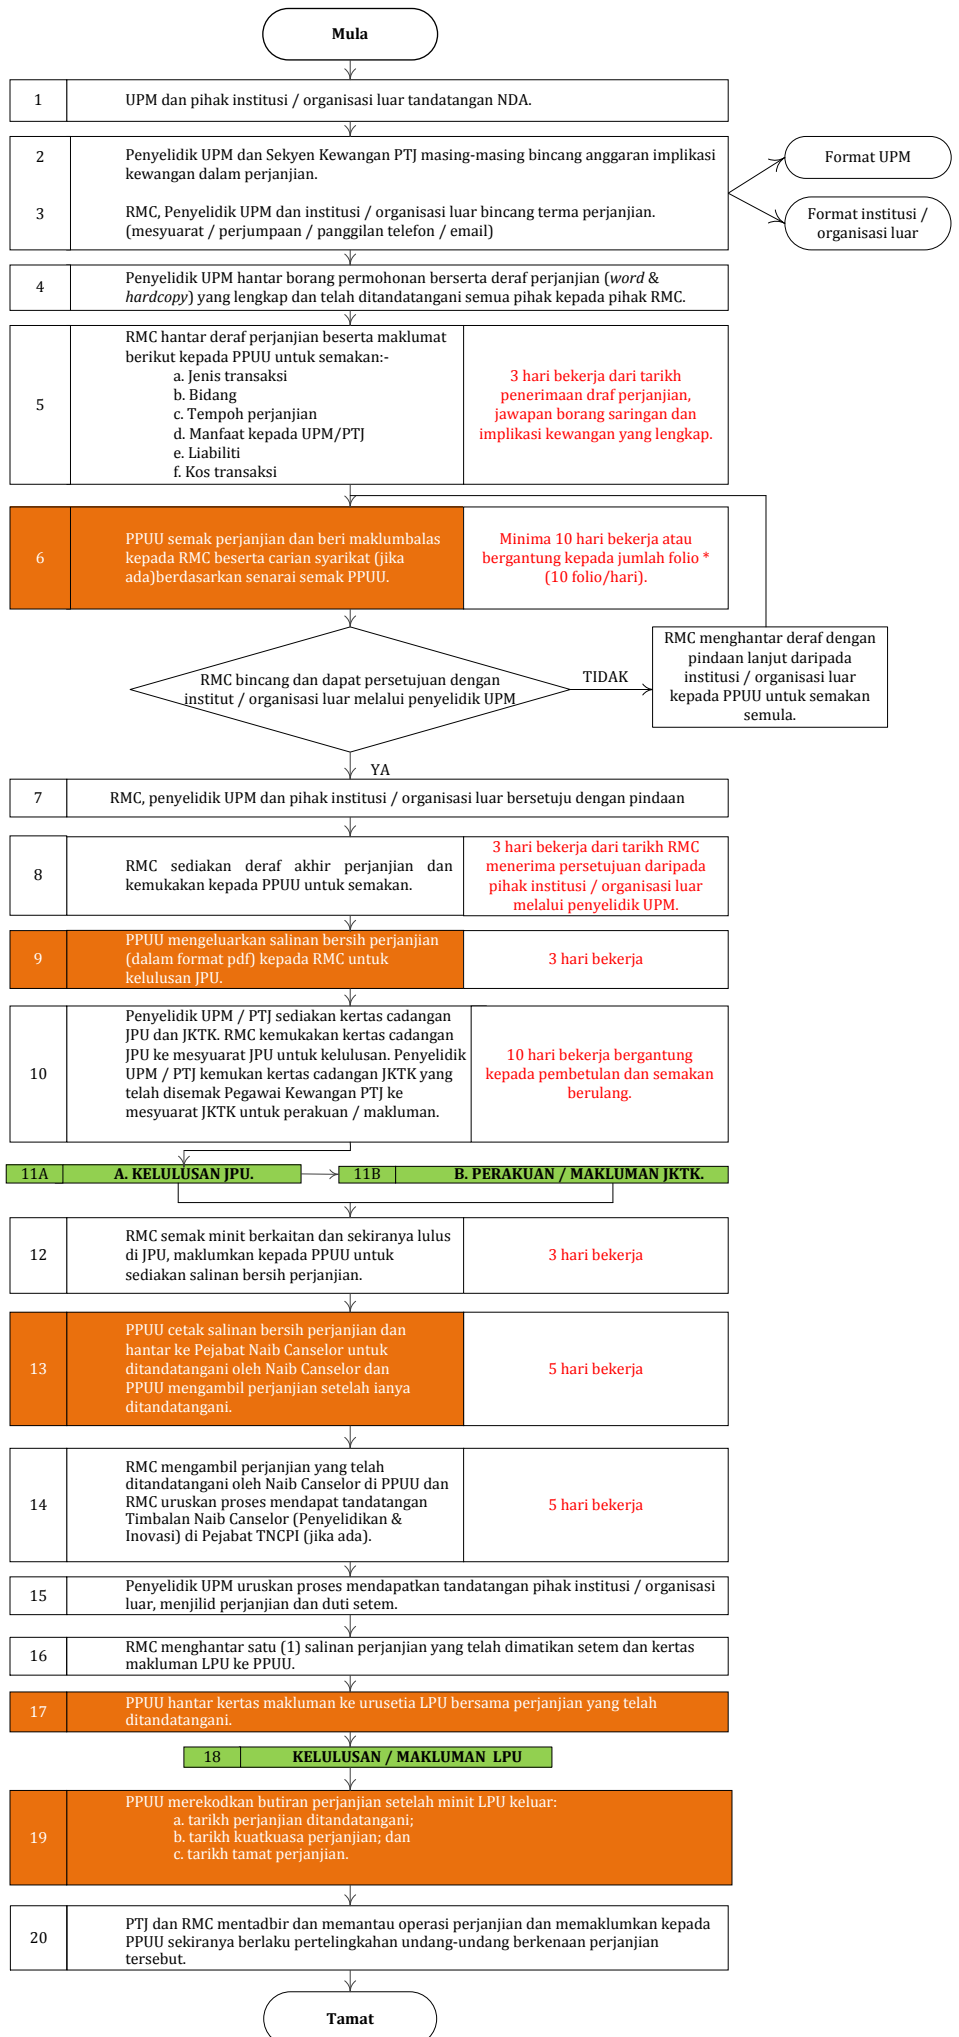 Mula
1
UPM dan pihak institusi / organisasi luar tandatangan NDA.
2
Penyelidik UPM dan Sekyen Kewangan PTJ masing-masing bincang anggaran implikasi
kewangan dalam perjanjian.
3
RMC, Penyelidik UPM dan institusi / organisasi luar bincang terma perjanjian.
(mesyuarat / perjumpaan / panggilan telefon / email)
Format UPM
Format institusi /
organisasi luar
4
Penyelidik UPM hantar borang permohonan berserta deraf perjanjian (word &
hardcopy) yang lengkap dan telah ditandatangani semua pihak kepada pihak RMC.
5
RMC hantar deraf perjanjian beserta maklumat
berikut kepada PPUU untuk semakan:-
a. Jenis transaksi
b. Bidang
c. Tempoh perjanjian
d. Manfaat kepada UPM/PTJ
e. Liabiliti
f. Kos transaksi
3 hari bekerja dari tarikh
penerimaan draf perjanjian,
jawapan borang saringan dan
implikasi kewangan yang lengkap.
6
PPUU semak perjanjian dan beri maklumbalas
kepada RMC beserta carian syarikat (jika
ada)berdasarkan senarai semak PPUU.
Minima 10 hari bekerja atau
bergantung kepada jumlah folio *
(10 folio/hari).
RMC bincang dan dapat persetujuan dengan
institut / organisasi luar melalui penyelidik UPM
TIDAK
RMC menghantar deraf dengan
pindaan lanjut daripada
institusi / organisasi luar
kepada PPUU untuk semakan
semula.
YA
7
RMC, penyelidik UPM dan pihak institusi / organisasi luar bersetuju dengan pindaan
8
RMC sediakan deraf akhir perjanjian dan
kemukakan kepada PPUU untuk semakan.
3 hari bekerja dari tarikh RMC
menerima persetujuan daripada
pihak institusi / organisasi luar
melalui penyelidik UPM.
9
PPUU mengeluarkan salinan bersih perjanjian
(dalam format pdf) kepada RMC untuk
kelulusan JPU.
3 hari bekerja
10
Penyelidik UPM / PTJ sediakan kertas cadangan
JPU dan JKTK. RMC kemukakan kertas cadangan
JPU ke mesyuarat JPU untuk kelulusan. Penyelidik
UPM / PTJ kemukan kertas cadangan JKTK yang
telah disemak Pegawai Kewangan PTJ ke
mesyuarat JKTK untuk perakuan / makluman.
10 hari bekerja bergantung
kepada pembetulan dan semakan
berulang.
11A
A. KELULUSAN JPU.
11B
B. PERAKUAN / MAKLUMAN JKTK.
12
RMC semak minit berkaitan dan sekiranya lulus
di JPU, maklumkan kepada PPUU untuk
sediakan salinan bersih perjanjian.
3 hari bekerja
13
PPUU cetak salinan bersih perjanjian dan
hantar ke Pejabat Naib Canselor untuk
ditandatangani oleh Naib Canselor dan
PPUU mengambil perjanjian setelah ianya
ditandatangani.
5 hari bekerja
14
RMC mengambil perjanjian yang telah
ditandatangani oleh Naib Canselor di PPUU dan
RMC uruskan proses mendapat tandatangan
Timbalan Naib Canselor (Penyelidikan &
Inovasi) di Pejabat TNCPI (jika ada).
5 hari bekerja
15
Penyelidik UPM uruskan proses mendapatkan tandatangan pihak institusi / organisasi
luar, menjilid perjanjian dan duti setem.
16
RMC menghantar satu (1) salinan perjanjian yang telah dimatikan setem dan kertas
makluman LPU ke PPUU.
17
PPUU hantar kertas makluman ke urusetia LPU bersama perjanjian yang telah
ditandatangani.
18
KELULUSAN / MAKLUMAN LPU
19
PPUU merekodkan butiran perjanjian setelah minit LPU keluar:
a. tarikh perjanjian ditandatangani;
b. tarikh kuatkuasa perjanjian; dan
c. tarikh tamat perjanjian.
20
PTJ dan RMC mentadbir dan memantau operasi perjanjian dan memaklumkan kepada
PPUU sekiranya berlaku pertelingkahan undang-undang berkenaan perjanjian
tersebut.
Tamat